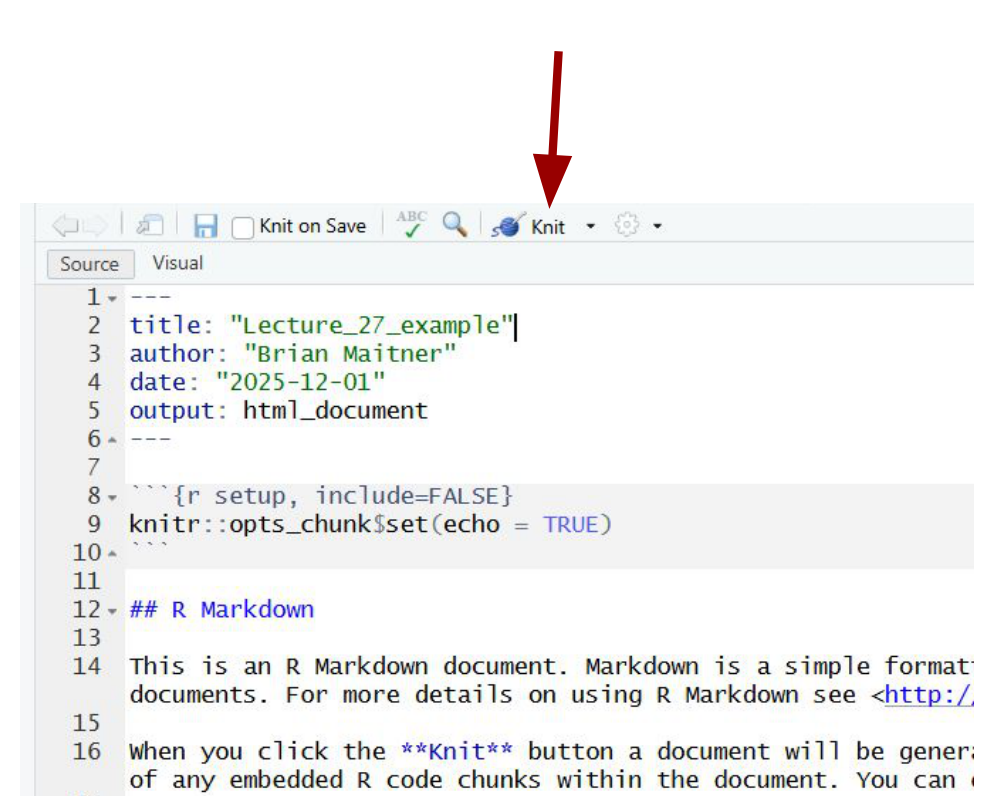 Knit on Save ABC Knit
Source Visual
1 ---
2 title: "Lecture_27_example"
3 author: "Brian Maitner"
4 date: "2025-12-01"
5 output: html_document
6 ---
7
8 ```{r setup, include=FALSE}
9 knitr::opts_chunk$set(echo = TRUE)
10 ```
11
12 ## R Markdown
13
14 This is an R Markdown document. Markdown is a simple format
documents. For more details on using R Markdown see <http:/
15
16 When you click the **Knit** button a document will be genera
of any embedded R code chunks within the document. You can